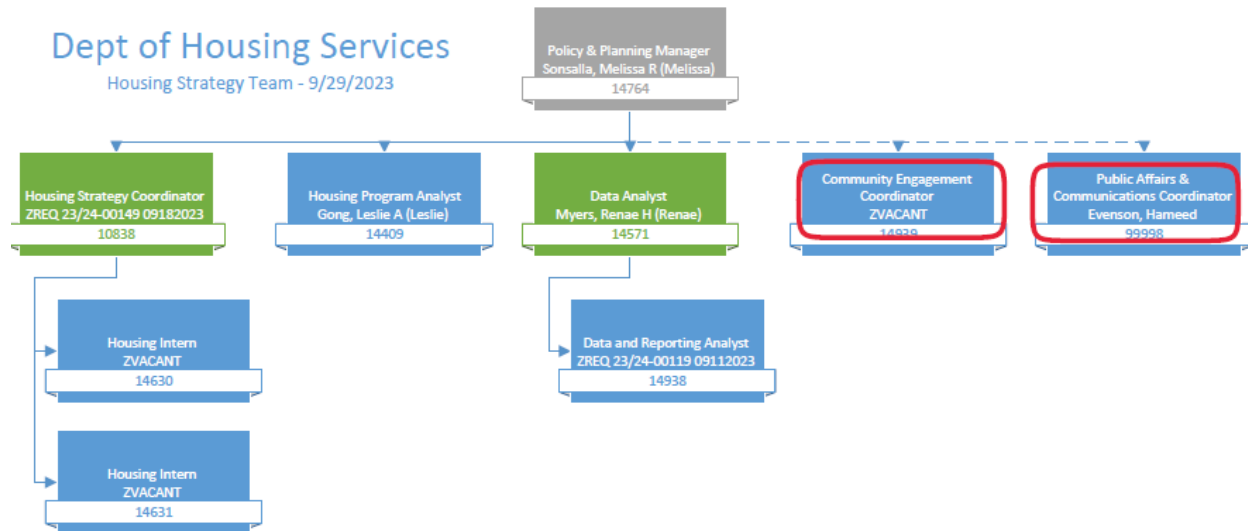 Dept of Housing Services
Housing Strategy Team - 9/29/2023
Policy & Planning Manager
Sonsalla, Melissa R (Melissa)
14764
Housing Strategy Coordinator
ZREQ 23/24-00149 09182023
10838
Housing Program Analyst
Gong, Leslie A (Leslie)
14409
Data Analyst
Myers, Renae H (Renae)
14571
Community Engagement
Coordinator
ZVACANT
14939
Public Affairs &
Communications Coordinator
Evenson, Hameed
99998
Housing Intern
ZVACANT
14630
Data and Reporting Analyst
ZREQ 23/24-00119 09112023
14938
Housing Intern
ZVACANT
14631